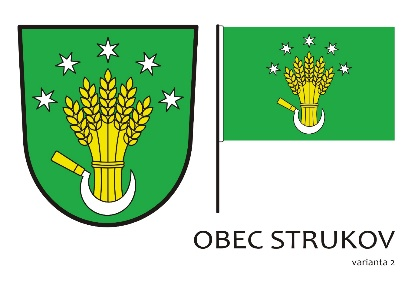 OBEC STRUKOV
varianta 2